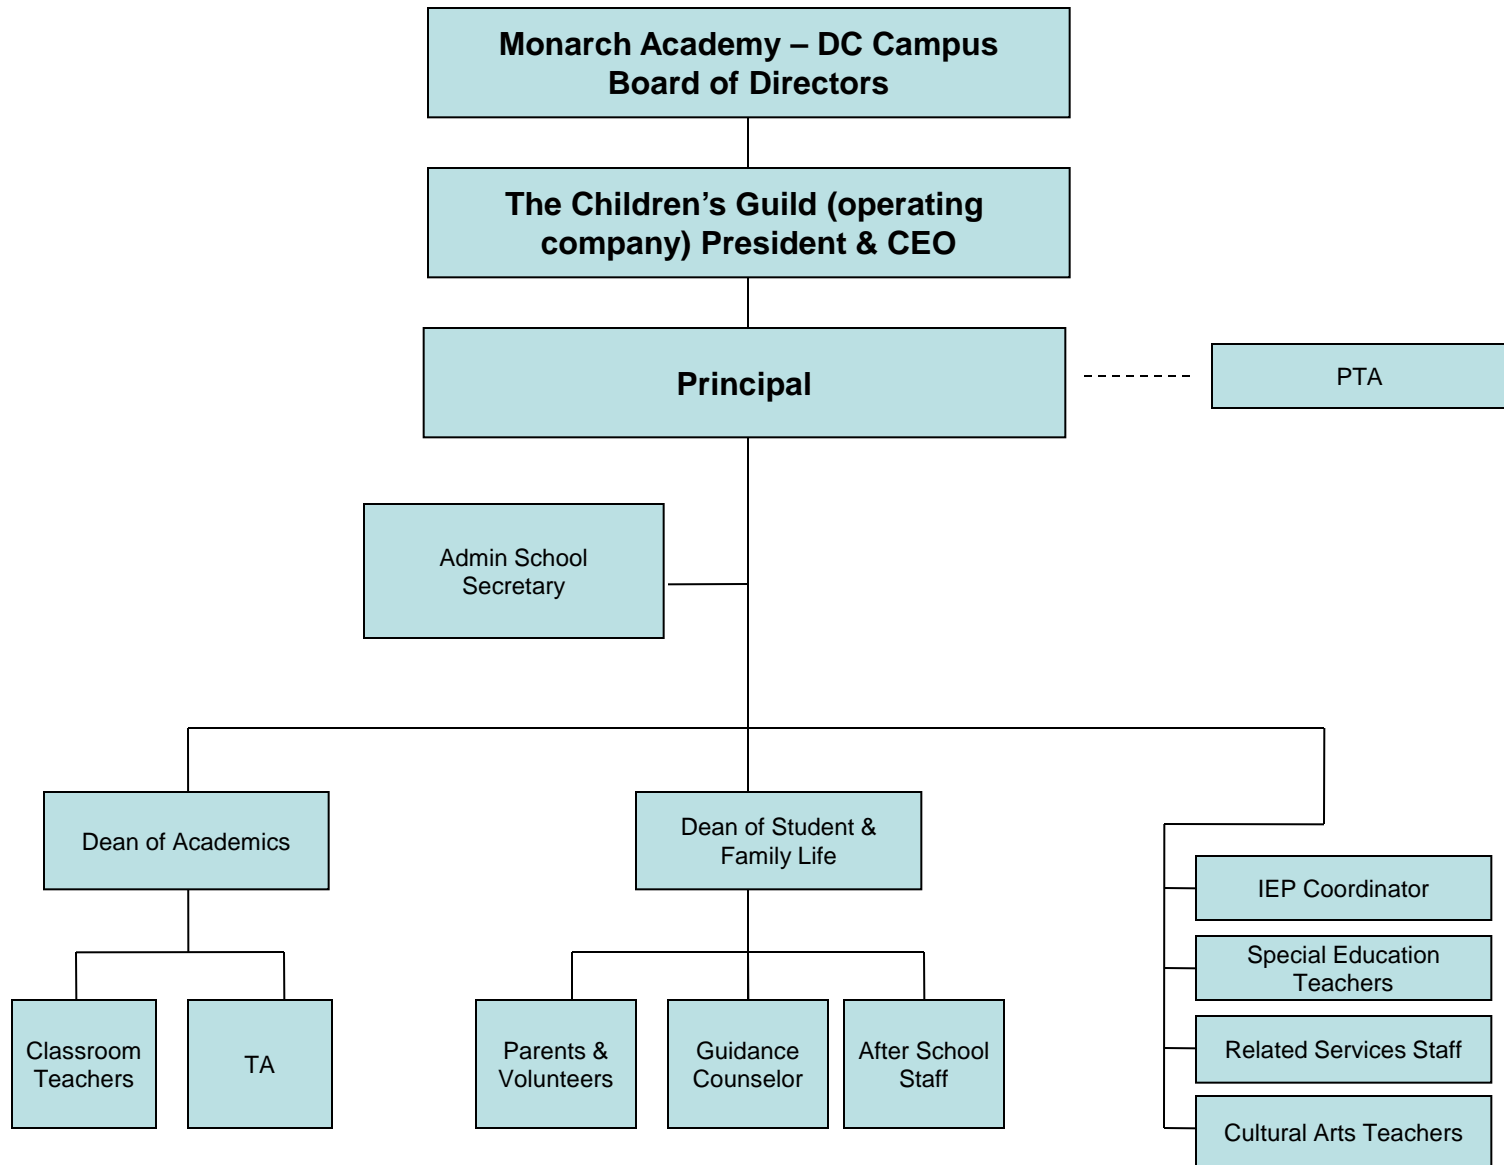 Monarch Academy – DC Campus
Board of Directors
The Children’s Guild (operating
company) President & CEO
Principal
PTA
Admin School
Secretary
Dean of Academics
Dean of Student &
Family Life
IEP Coordinator
Special Education
Teachers
Related Services Staff
Cultural Arts Teachers
Classroom
Teachers
TA
Parents &
Volunteers
Guidance
Counselor
After School
Staff